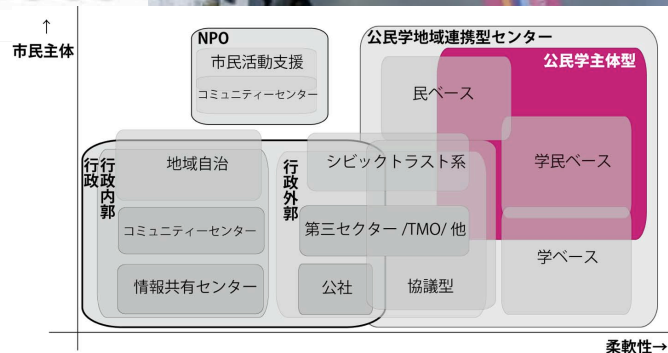 ↑
市民主体
NPO
市民活動支援
コミュニティーセンター
公民学地域連携型センター
公民学主体型
民ベース
学民ベース
学ベース
行政
行政内郭
地域自治
コミュニティーセンター
情報共有センター
行政外郭
シビックトラスト系
第三セクター/TMO/他
公社
協議型
柔軟性→